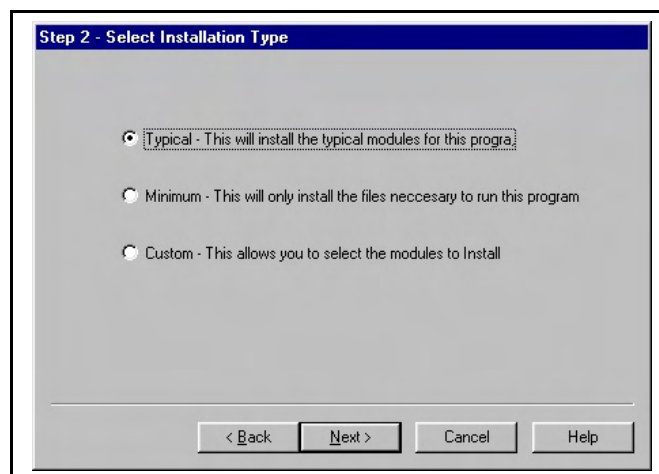 Step 2 - Select Installation Type
Typical - This will install the typical modules for this progra,
Minimum - This will only install the files neccesary to run this program
Custom - This allows you to select the modules to Install
< Back Next > Cancel Help